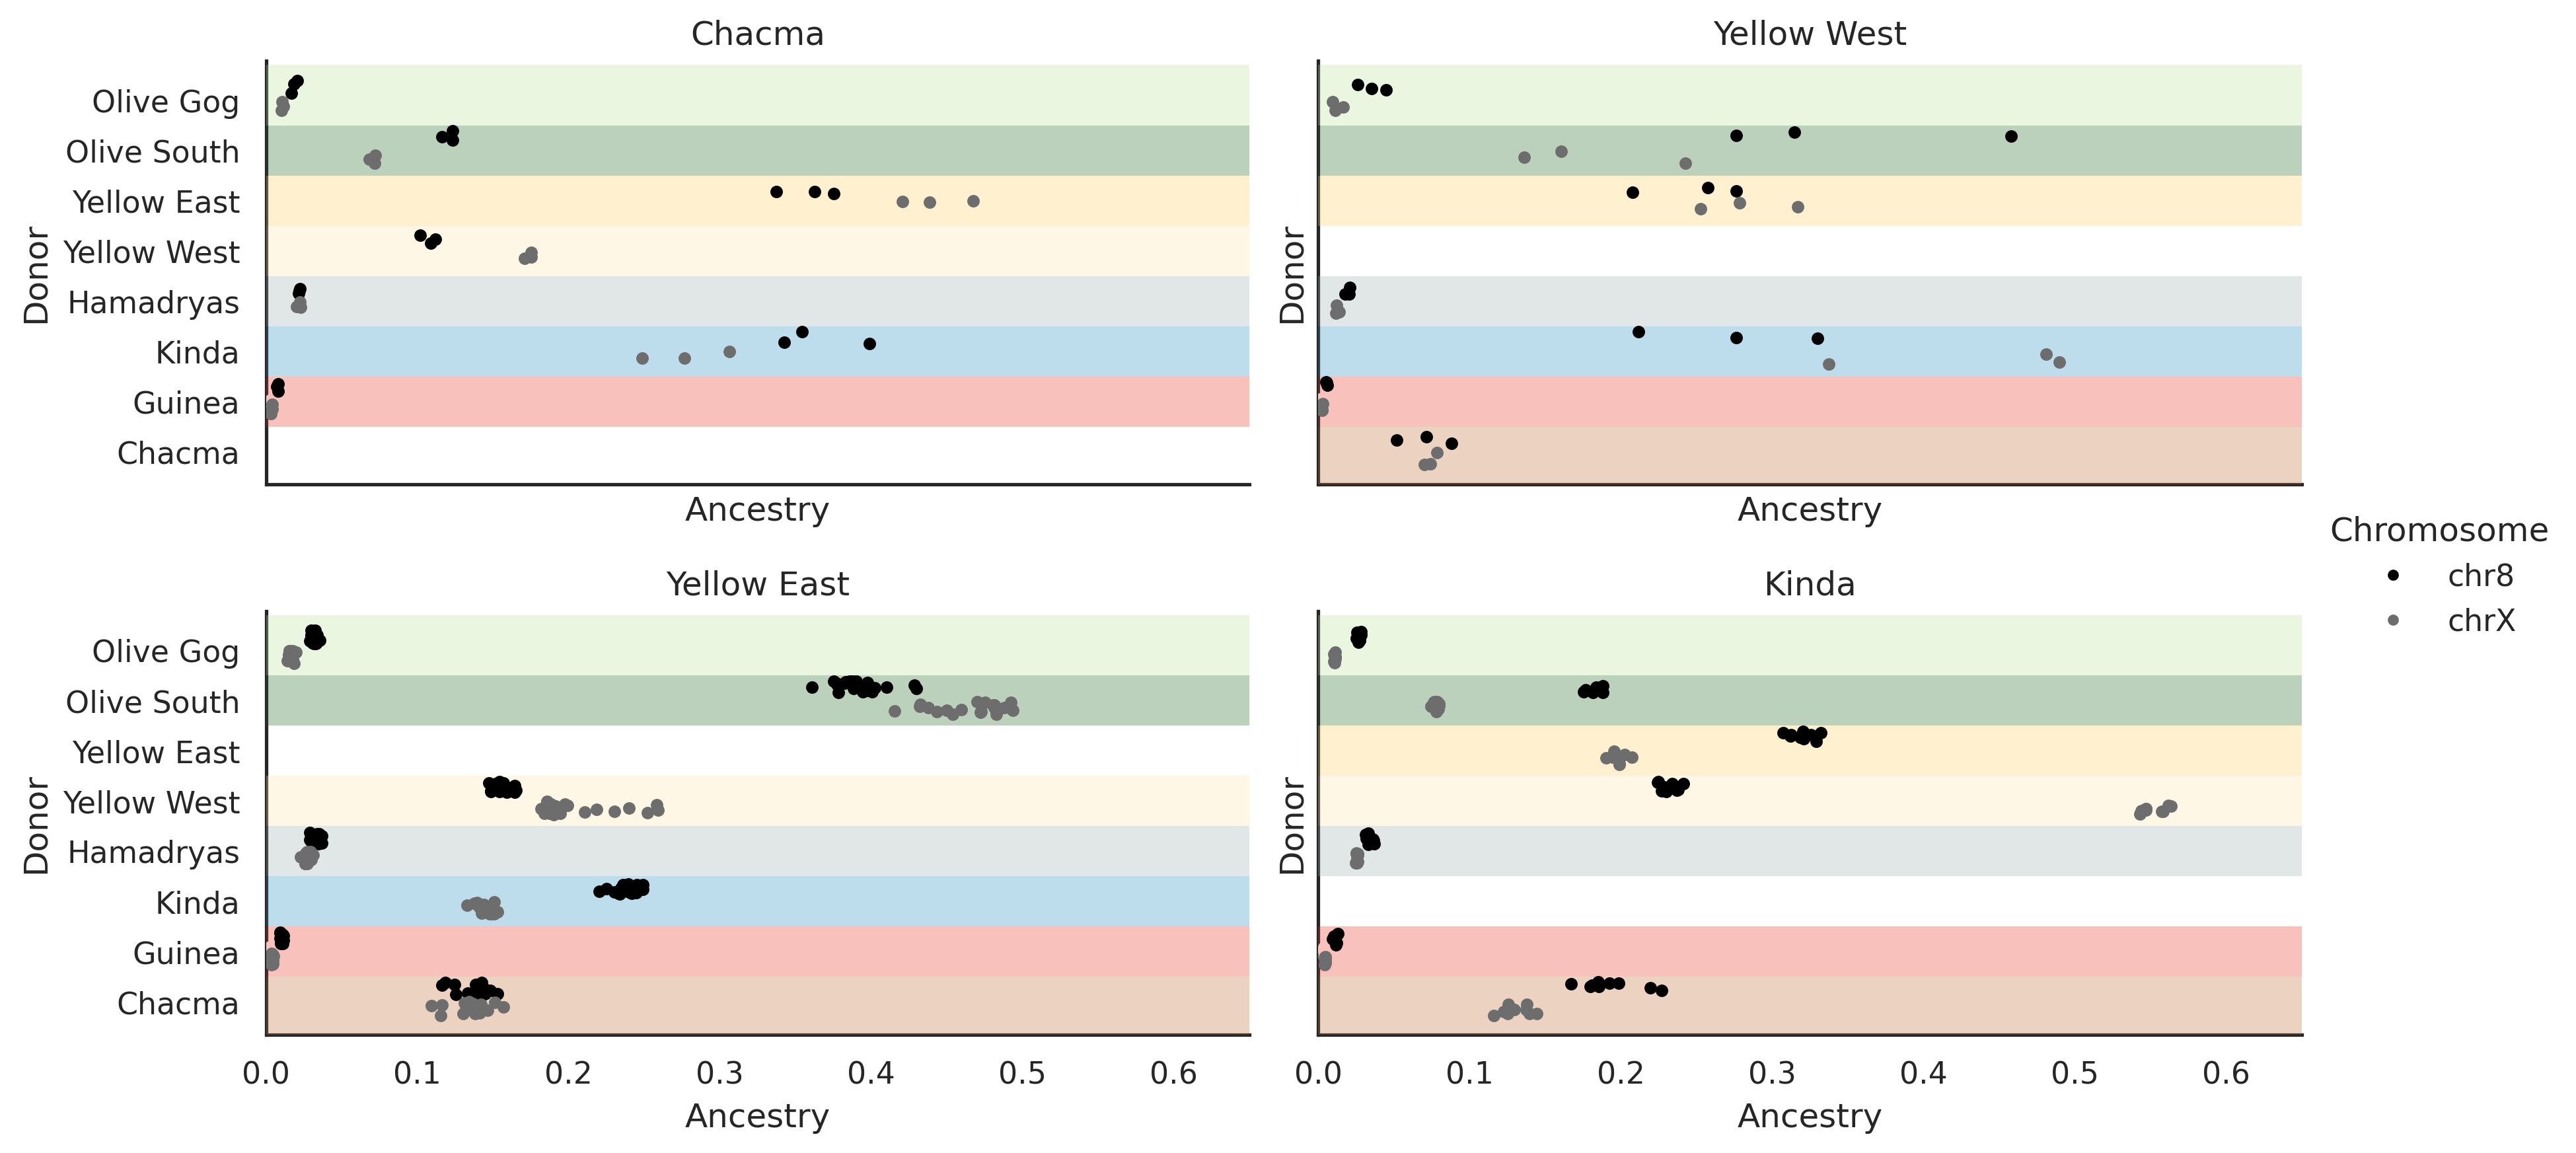 Chacma
Yellow West
Olive Gog
Olive South
Yellow East
Yellow West
Hamadryas
Kinda
Guinea
Chacma
Donor
Donor
Ancestry
Ancestry
Chromosome
chr8
chrX
Yellow East
Kinda
Olive Gog
Olive South
Yellow East
Yellow West
Hamadryas
Kinda
Guinea
Chacma
Donor
Donor
0.0 0.1 0.2 0.3 0.4 0.5 0.6
0.0 0.1 0.2 0.3 0.4 0.5 0.6
Ancestry
Ancestry